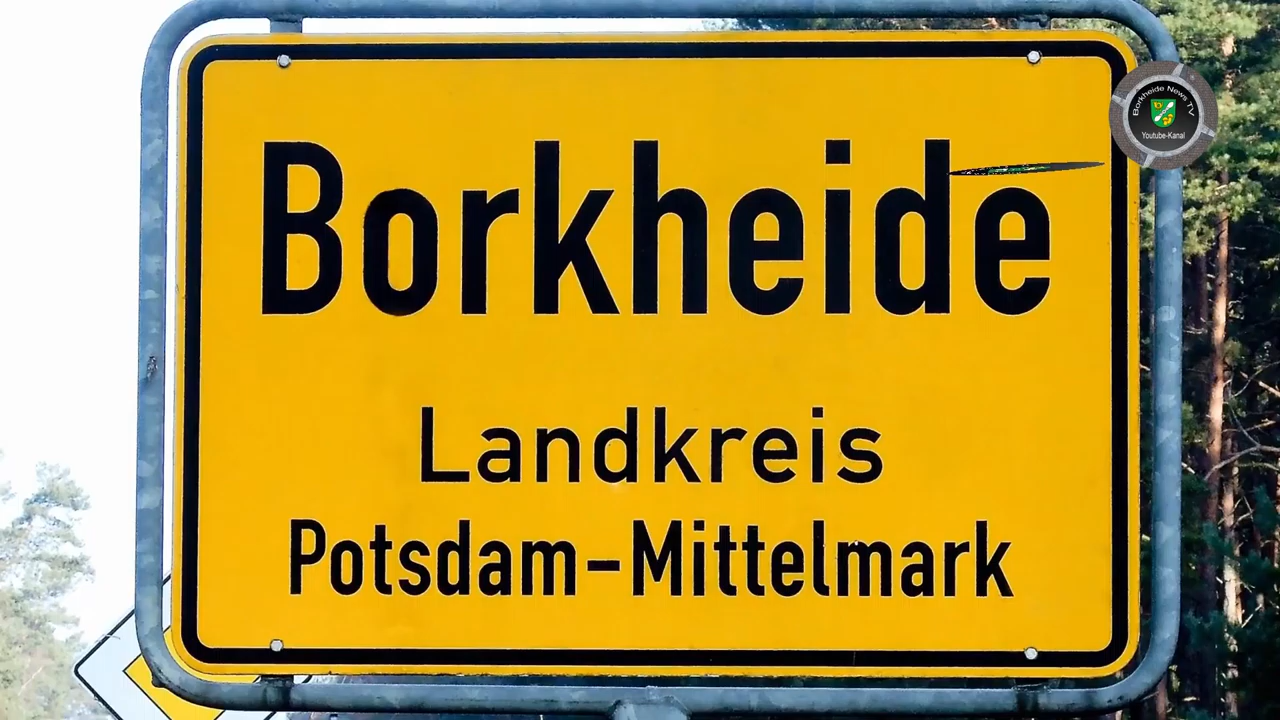 Borkheide
Landkreis
Potsdam-Mittelmark
Borkheide News TV
Youtube-Kanal